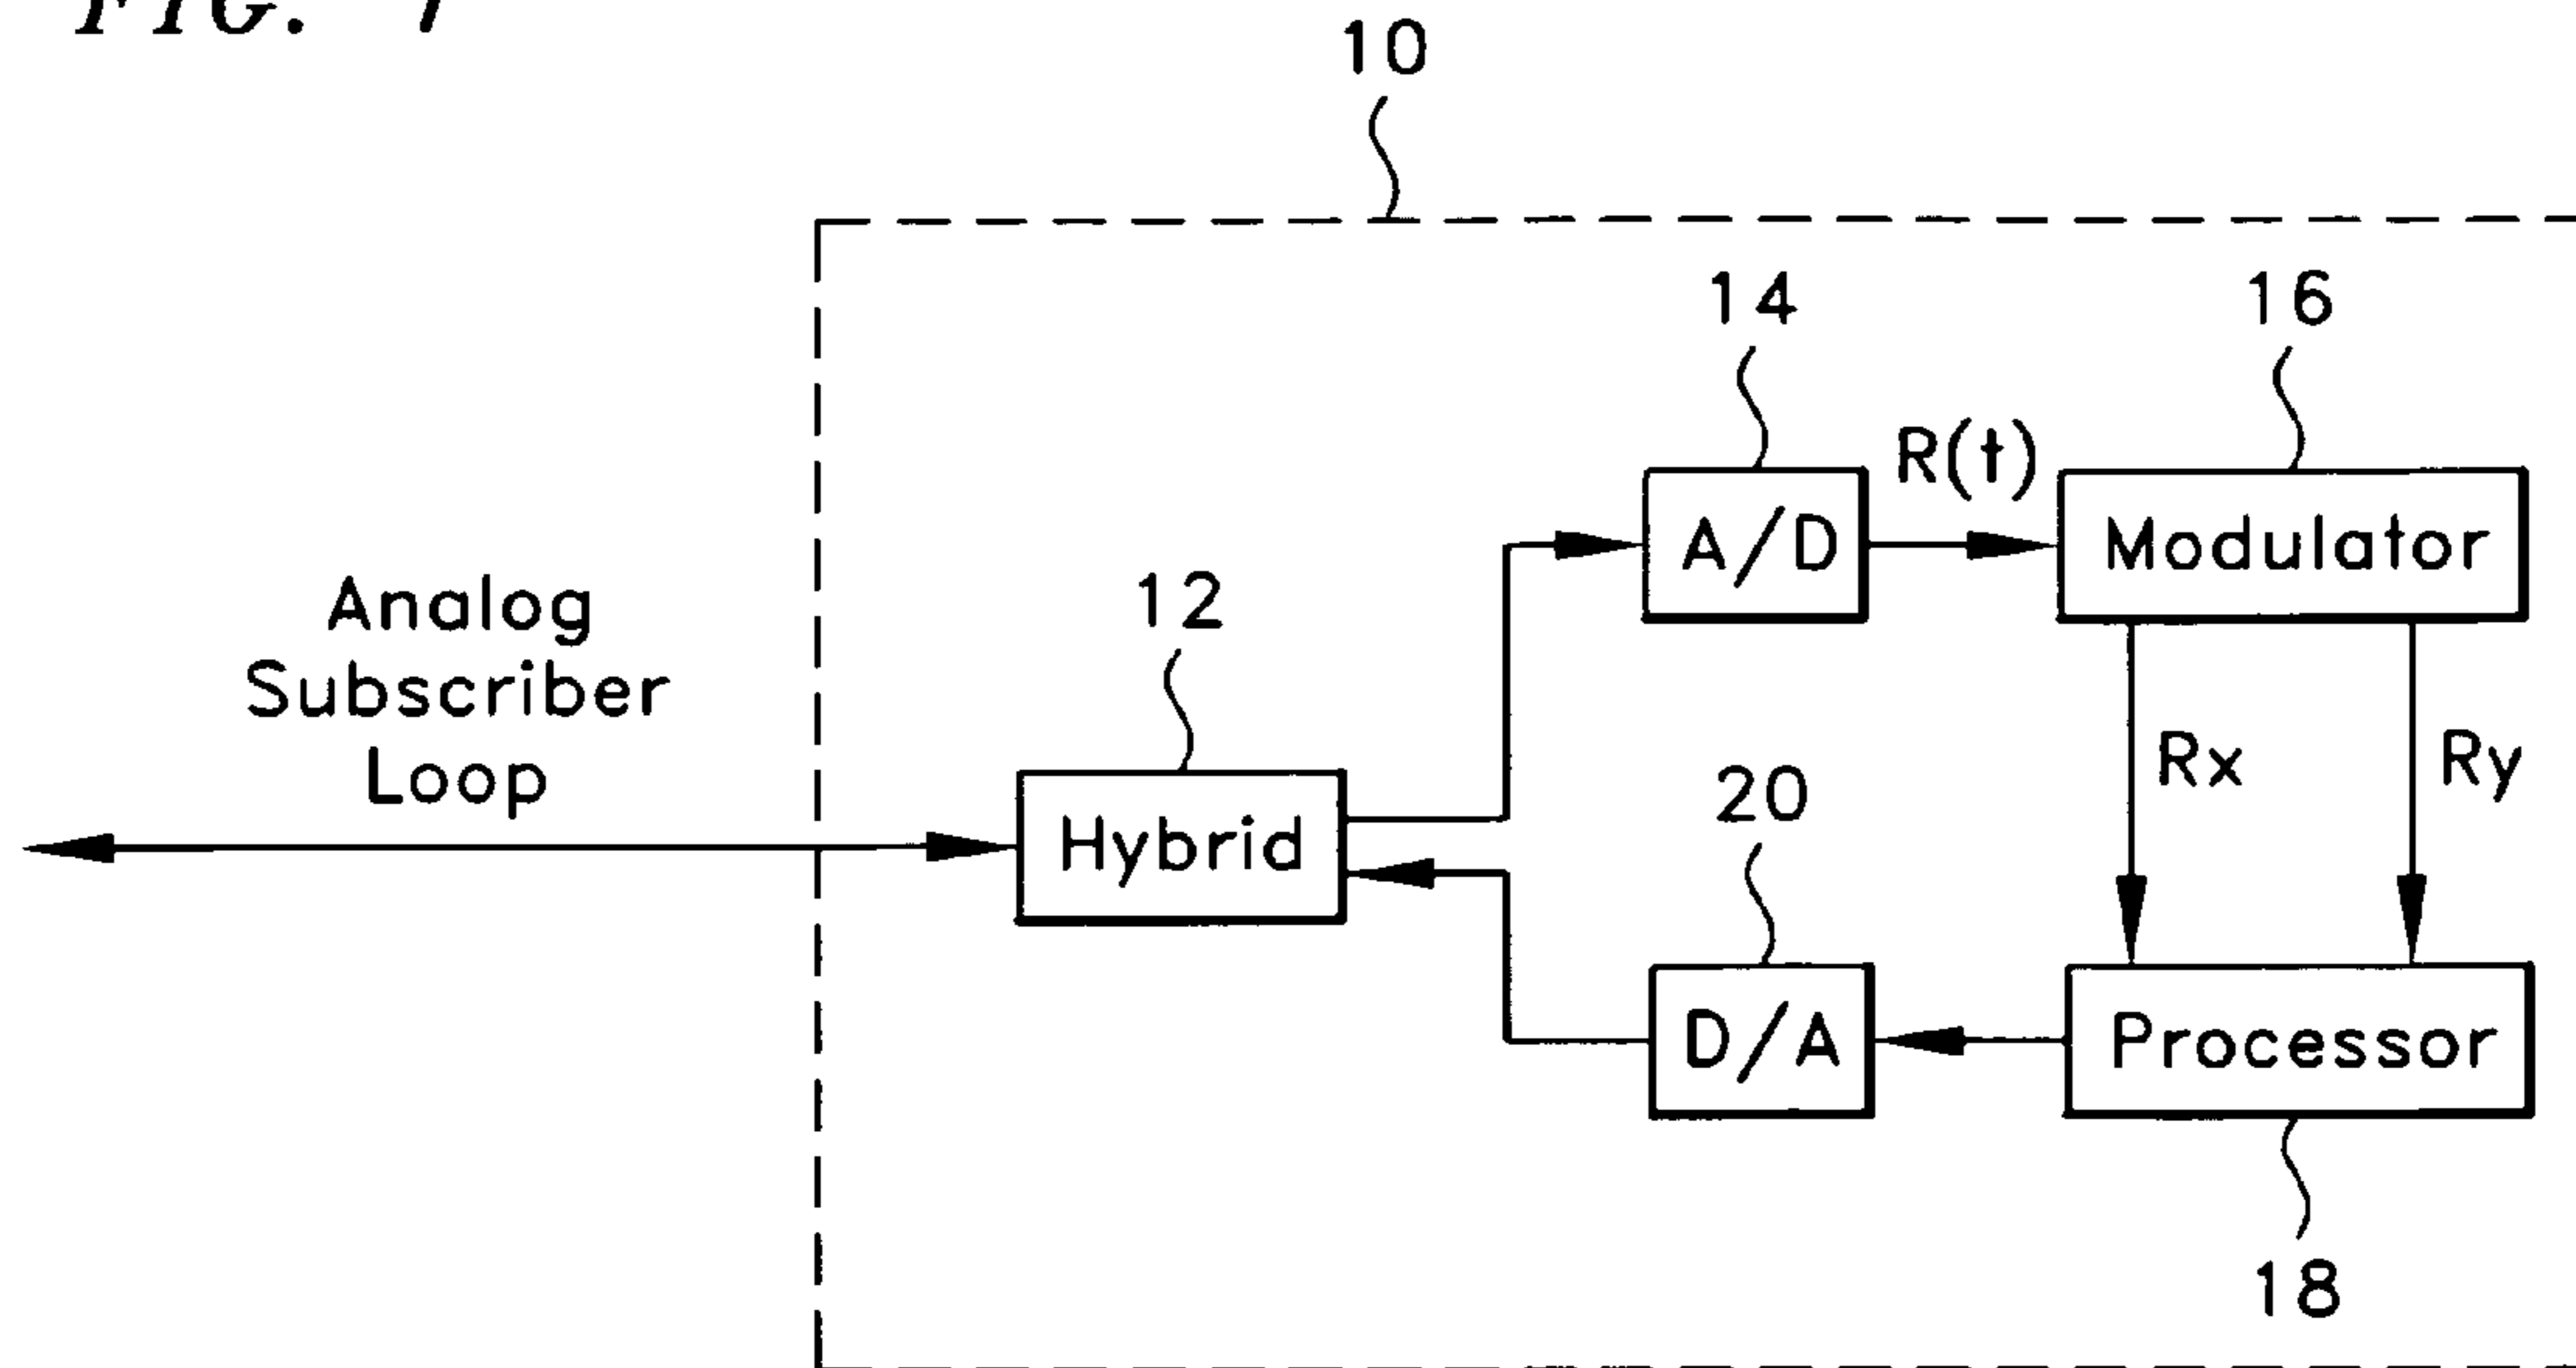 FIG. 1
10
14
16
R(t)
A/D
Modulator
Analog
Subscriber
Loop
12
Hybrid
Rx
Ry
20
D/A
Processor
18